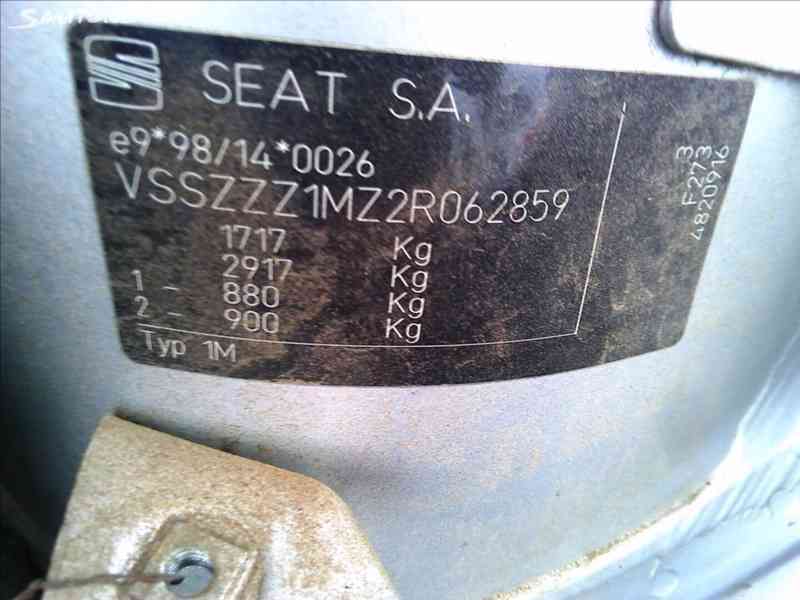 SEAT S.A.
e9*98/14*0026
VSSZZZ1MZ2R062859
1717 Kg
2917 Kg
1 - 880 Kg
2 - 900 Kg
Typ 1M
F273
4820916